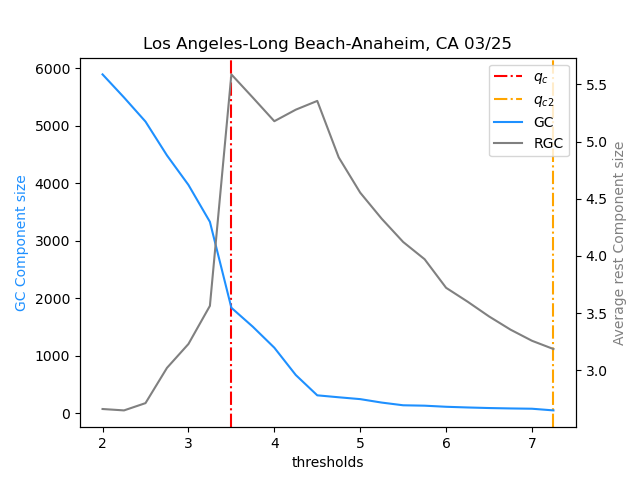 Los Angeles-Long Beach-Anaheim, CA 03/25
GC Component size
6000
5000
4000
3000
2000
1000
0
2
3
4
5
6
7
thresholds
5.5
5.0
4.5
4.0
3.5
3.0
Average rest Component size
qc
qc2
GC
RGC